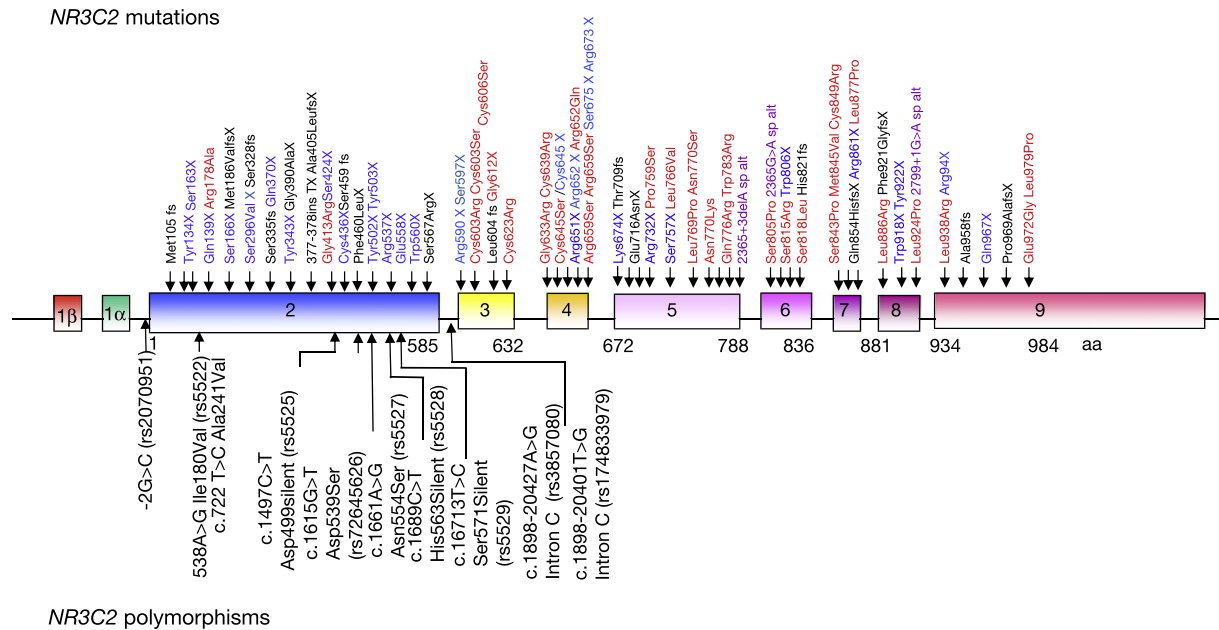 NR3C2 mutations
Met105 fs
Tyr134X Ser163X
Gln139X Arg178Ala
Ser166X Met186ValfsX
Ser296Val X Ser328fs
Ser335fs Gln370X
Tyr343X Gly390AlaX
377-378ins TX Ala405LeufsX
Gly413ArgSer424X
Cys436XSer459 fs
Phe460LeuX
Tyr502X Tyr503X
Arg537X
Glu558X
Trp560X
Ser567ArgX
Arg590 X Ser597X
Cys603Arg Cys603Ser Cys606Ser
Leu604 fs Gly612X
Cys623Arg
Gly633Arg Cys639Arg
Cys645Ser /Cys645 X
Arg651X Arg652 X Arg652Gln
Arg659Ser Arg659Ser Ser675 X Arg673 X
Lys674X Thr709fs
Glu716AsnX
Arg732X Pro759Ser
Ser757X Leu766Val
Leu769Pro Asn770Ser
Asn770Lys
Gln776Arg Trp783Arg
2365+3delA sp alt
Ser805Pro 2365G>A sp alt
Ser815Arg Trp806X
Ser818Leu His821fs
Ser843Pro Met845Val Cys849Arg
Gln854HisfsX Arg861X Leu877Pro
Leu886Arg Phe921GlyfsX
Trp918X Tyr922X
Leu924Pro 2799+1G>A sp alt
Leu938Arg Arg94X
Ala958fs
Gln967X
Pro969AlafsX
Glu972Gly Leu979Pro
1β 1α 2 3 4 5 6 7 8 9
1 585 632 672 788 836 881 934 984 aa
-2G>C (rs2070951)
538A>G Ile180Val (rs5522)
c.722 T>C Ala241Val
c.1497C>T
Asp499silent (rs5525)
c.1615G>T
Asp539Ser
(rs72645626)
c.1661A>G
Asn554Ser (rs5527)
c.1689C>T
His563Silent (rs5528)
c.16713T>C
Ser571Silent
(rs5529)
c.1898-20427A>G
Intron C (rs3857080)
c.1898-20401T>G
Intron C (rs174833979)
NR3C2 polymorphisms